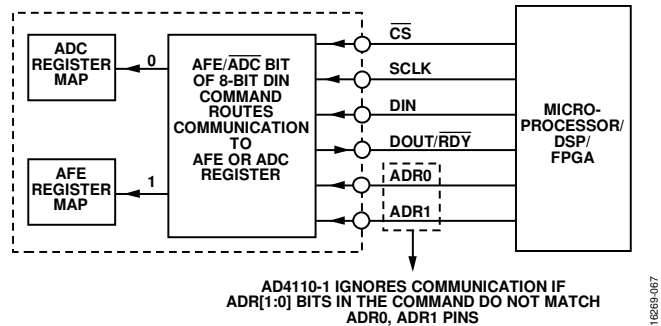 ADC
REGISTER
MAP
0
AFE/ADC BIT
OF 8-BIT DIN
COMMAND
ROUTES
COMMUNICATION
TO
AFE OR ADC
REGISTER
AFE
REGISTER
MAP
1
CS
SCLK
DIN
DOUT/RDY
ADR0
ADR1
MICRO-
PROCESSOR/
DSP/
FPGA
AD4110-1 IGNORES COMMUNICATION IF
ADR[1:0] BITS IN THE COMMAND DO NOT MATCH
ADR0, ADR1 PINS
16269-067